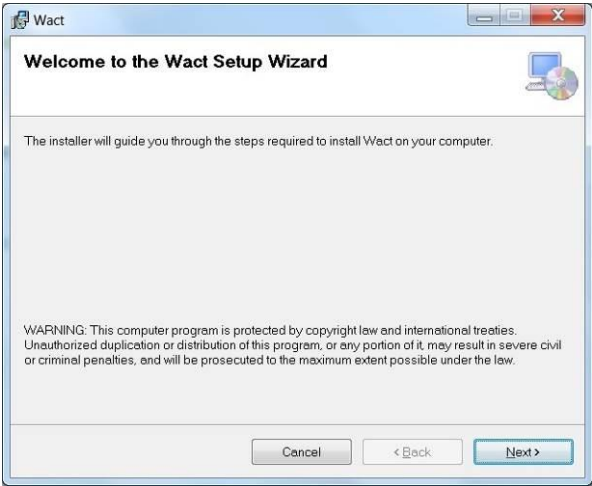 Wact
Welcome to the Wact Setup Wizard
The installer will guide you through the steps required to install Wact on your computer.
WARNING: This computer program is protected by copyright law and international treaties.
Unauthorized duplication or distribution of this program, or any portion of it, may result in severe civil
or criminal penalties, and will be prosecuted to the maximum extent possible under the law.
Cancel < Back Next >